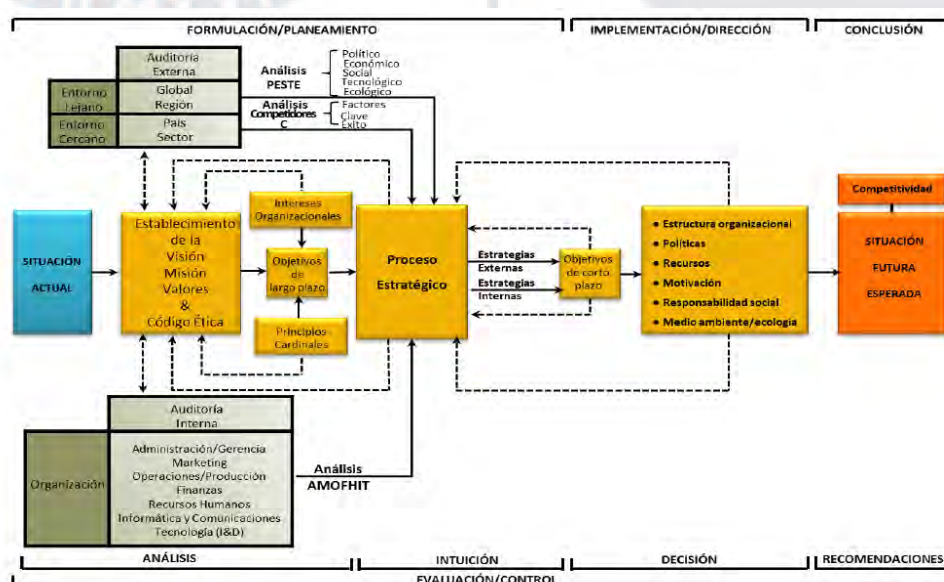 FORMULACIÓN/PLANEAMIENTO
IMPLEMENTACIÓN/DIRECCIÓN
CONCLUSIÓN
Auditoría
Externa
Entorno
Lejano
Global
Región
Entorno
Cercano
País
Sector
Análisis
PESTE
Político
Económico
Social
Tecnológico
Ecológico
Análisis
Competidores
C
Factores
Clave
Éxito
SITUACIÓN
ACTUAL
Establecimiento
de la
Visión
Misión
Valores
&
Código Ética
Intereses
Organizacionales
Objetivos
de
largo plazo
Principios
Cardinales
Proceso
Estratégico
Estrategias
Externas
Estrategias
Internas
Objetivos
de corto
plazo
• Estructura organizacional
• Políticas
• Recursos
• Motivación
• Responsabilidad social
• Medio ambiente/ecología
Competitividad
SITUACIÓN
FUTURA
ESPERADA
Auditoría
Interna
Organización
Administración/Gerencia
Marketing
Operaciones/Producción
Finanzas
Recursos Humanos
Informática y Comunicaciones
Tecnología (I&D)
Análisis
AMOFHIT
ANÁLISIS
INTUICIÓN
DECISIÓN
RECOMENDACIONES
EVALUACIÓN/CONTROL